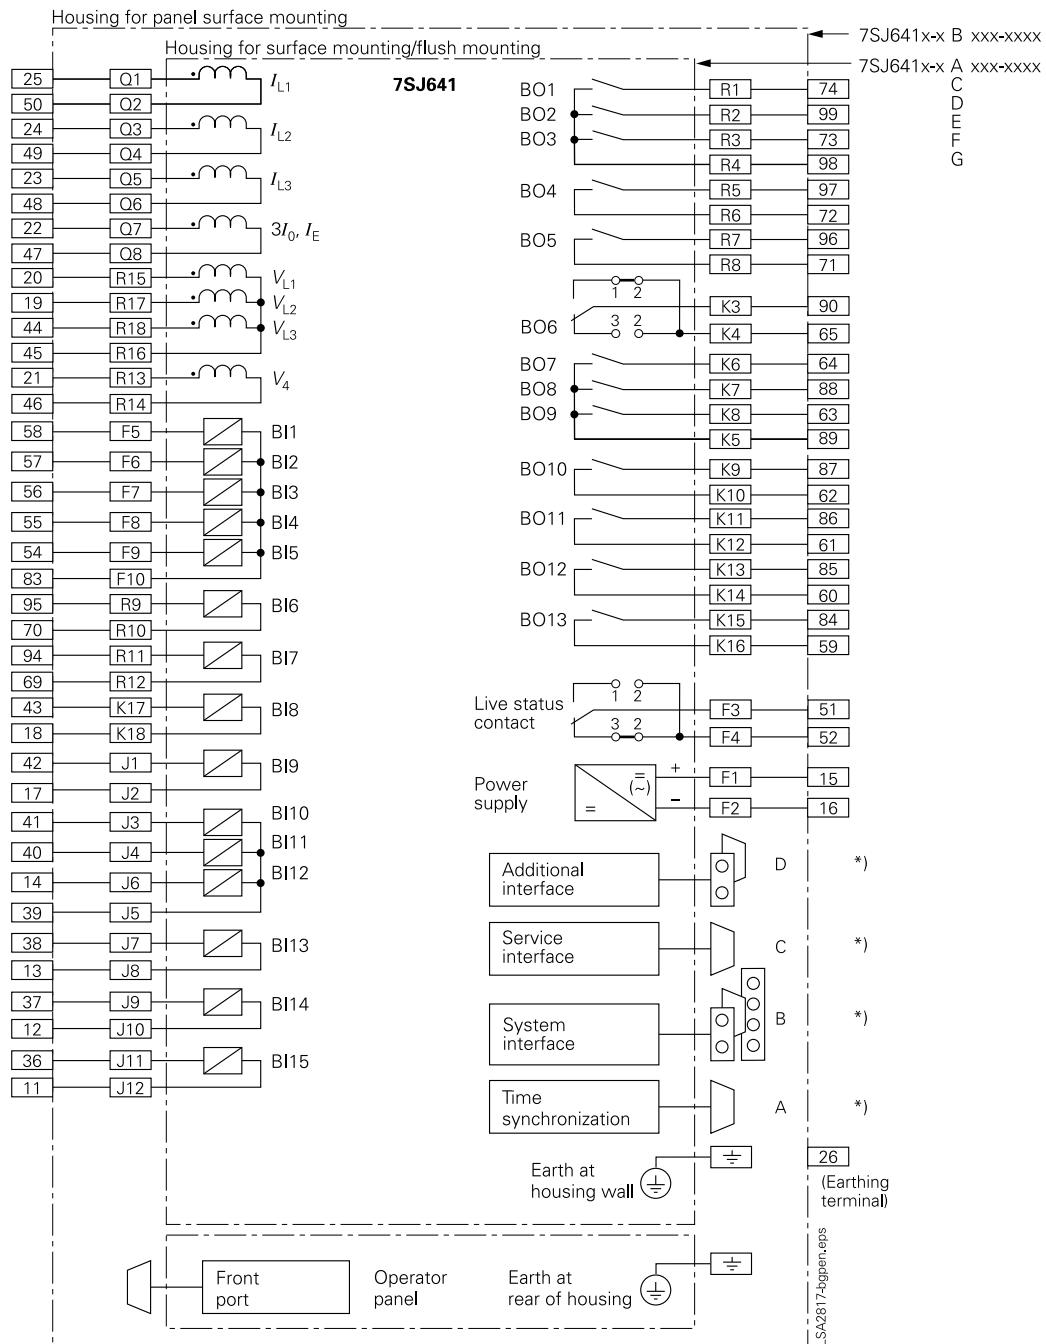 Housing for panel surface mounting
7SJ641x-x B xxx-xxxx
Housing for surface mounting/flush mounting
7SJ641x-x A xxx-xxxx
C
D
E
F
G
7SJ641
25 Q1 IL1
50 Q2
24 Q3 IL2
49 Q4
23 Q5 IL3
48 Q6
22 Q7 3I0, IE
47 Q8
20 R15 VL1
19 R17 VL2
44 R18 VL3
45 R16
21 R13 V4
46 R14
58 F5 BI1
57 F6 BI2
56 F7 BI3
55 F8 BI4
54 F9 BI5
83 F10
95 R9 BI6
70 R10
94 R11 BI7
69 R12
43 K17 BI8
18 K18
42 J1 BI9
17 J2
41 J3 BI10
40 J4 BI11
14 J6 BI12
39 J5
38 J7 BI13
13 J8
37 J9 BI14
12 J10
36 J11 BI15
11 J12
BO1 R1 74
BO2 R2 99
BO3 R3 73
R4 98
BO4 R5 97
R6 72
BO5 R7 96
R8 71
1 2
BO6 K3 90
3 2 K4 65
BO7 K6 64
BO8 K7 88
BO9 K8 63
K5 89
BO10 K9 87
K10 62
BO11 K11 86
K12 61
BO12 K13 85
K14 60
BO13 K15 84
K16 59
1 2
Live status F3 51
contact 3 2 F4 52
Power = (~) + F1 15
supply = − F2 16
Additional
interface D *)
Service
interface C *)
System
interface B *)
Time
synchronization A *)
Earth at
housing wall
26
(Earthing
terminal)
Front
port
Operator
panel
Earth at
rear of housing
LSA2817-bgpen.eps